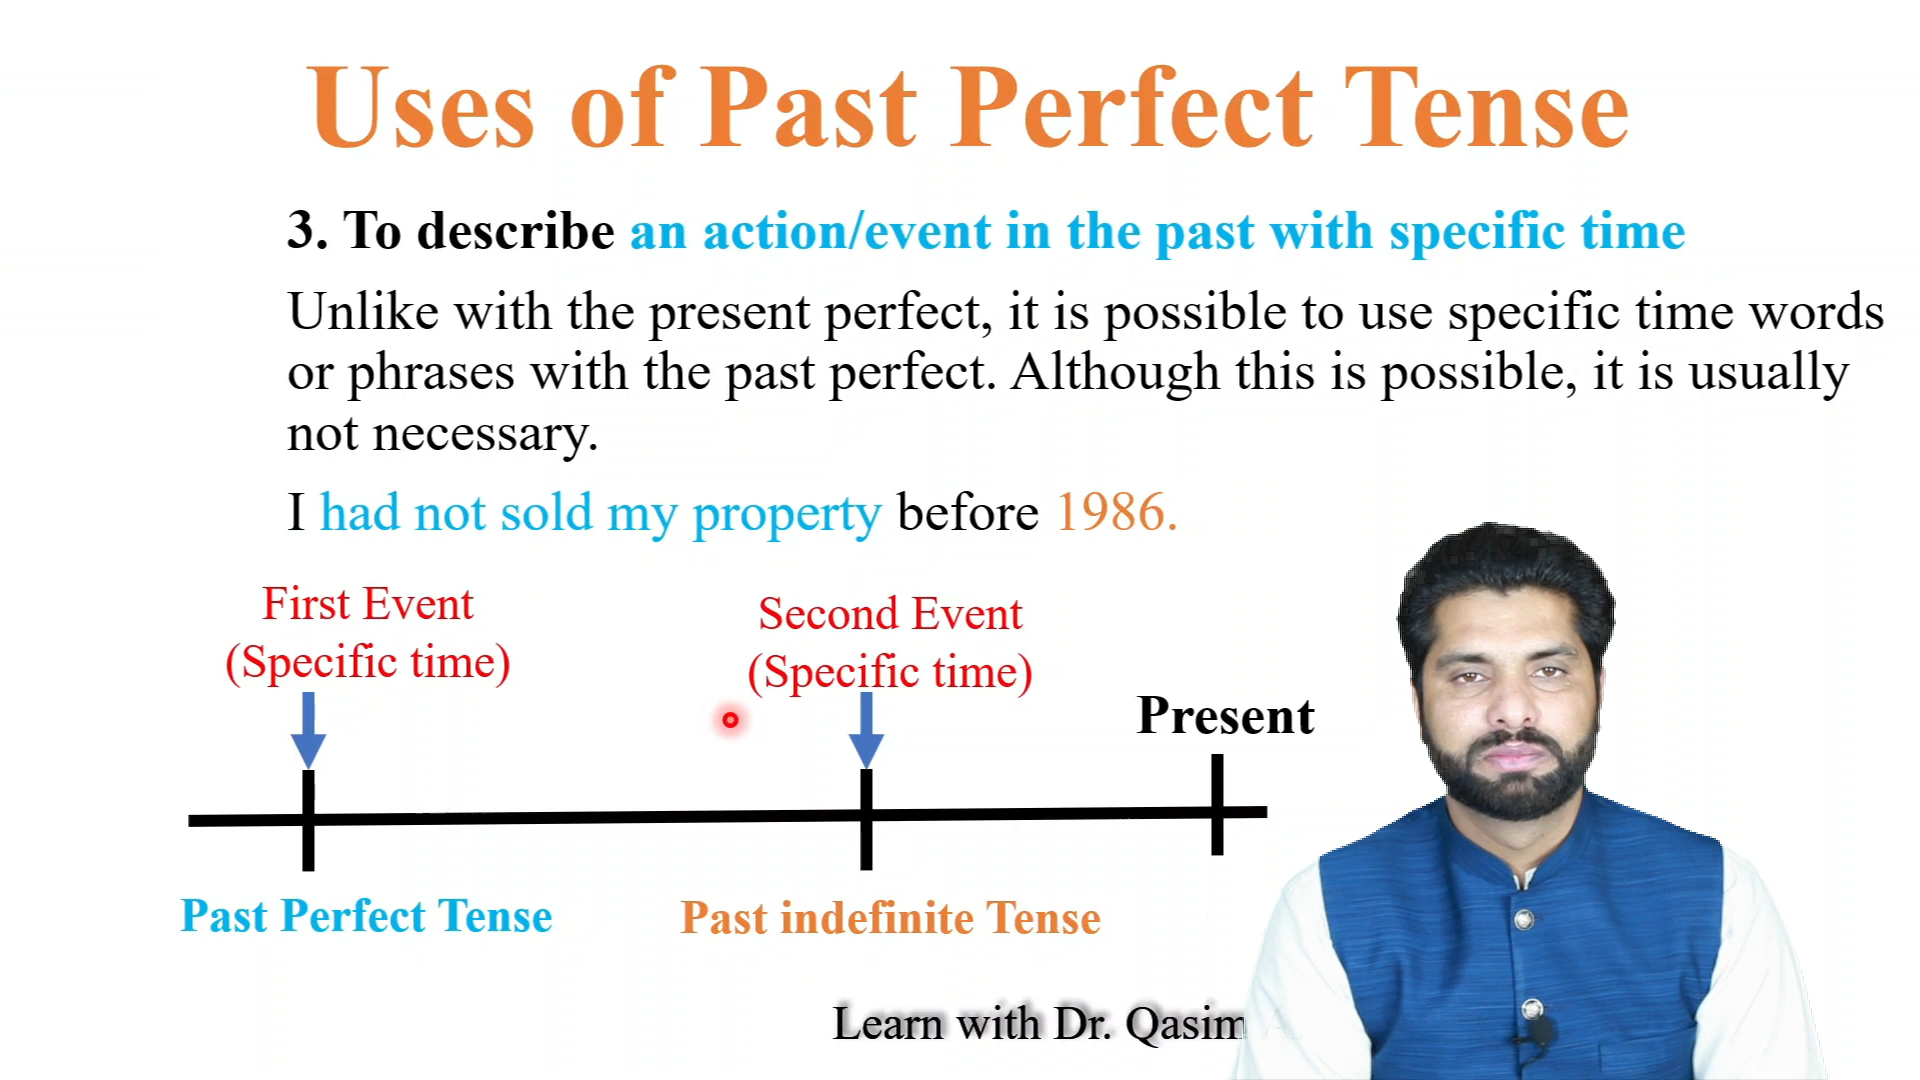 Uses of Past Perfect Tense
3. To describe an action/event in the past with specific time
Unlike with the present perfect, it is possible to use specific time words
or phrases with the past perfect. Although this is possible, it is usually
not necessary.
I had not sold my property before 1986.
First Event
(Specific time)
Second Event
(Specific time)
Present
Past Perfect Tense
Past indefinite Tense
Learn with Dr. Qasim